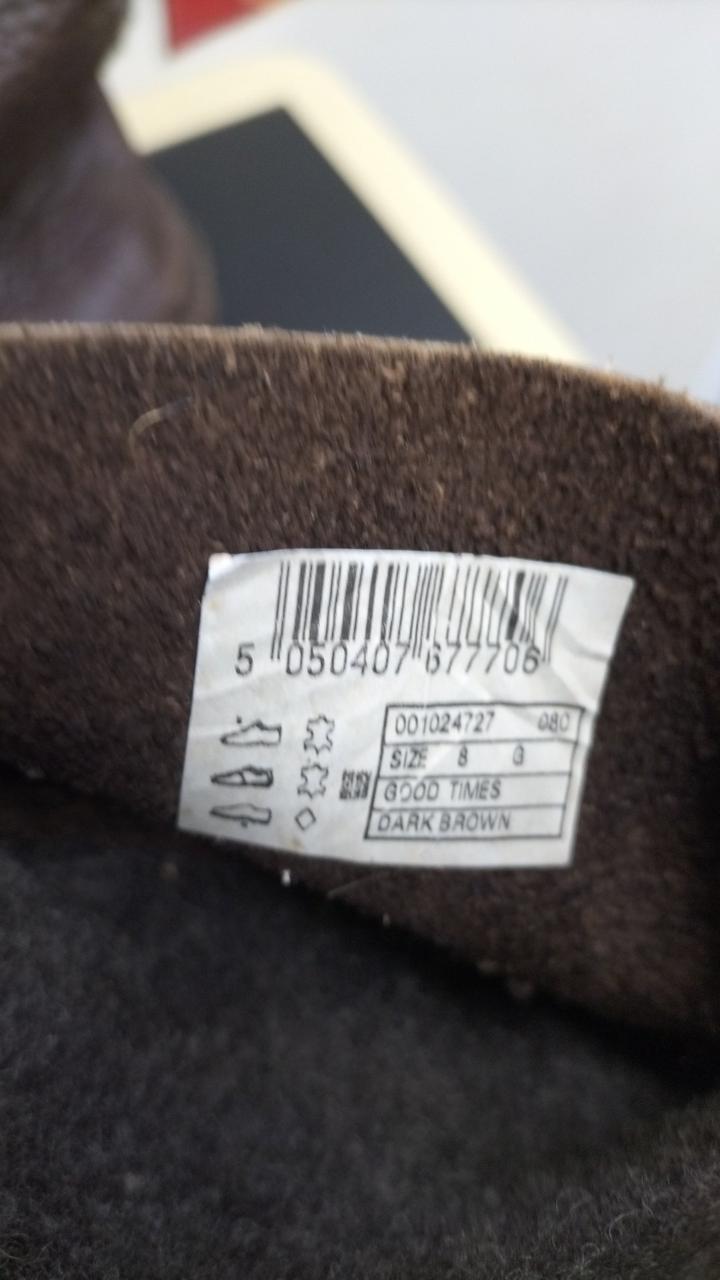 5 050407 677706
001024727 080
SIZE 8 G
GOOD TIMES
DARK BROWN